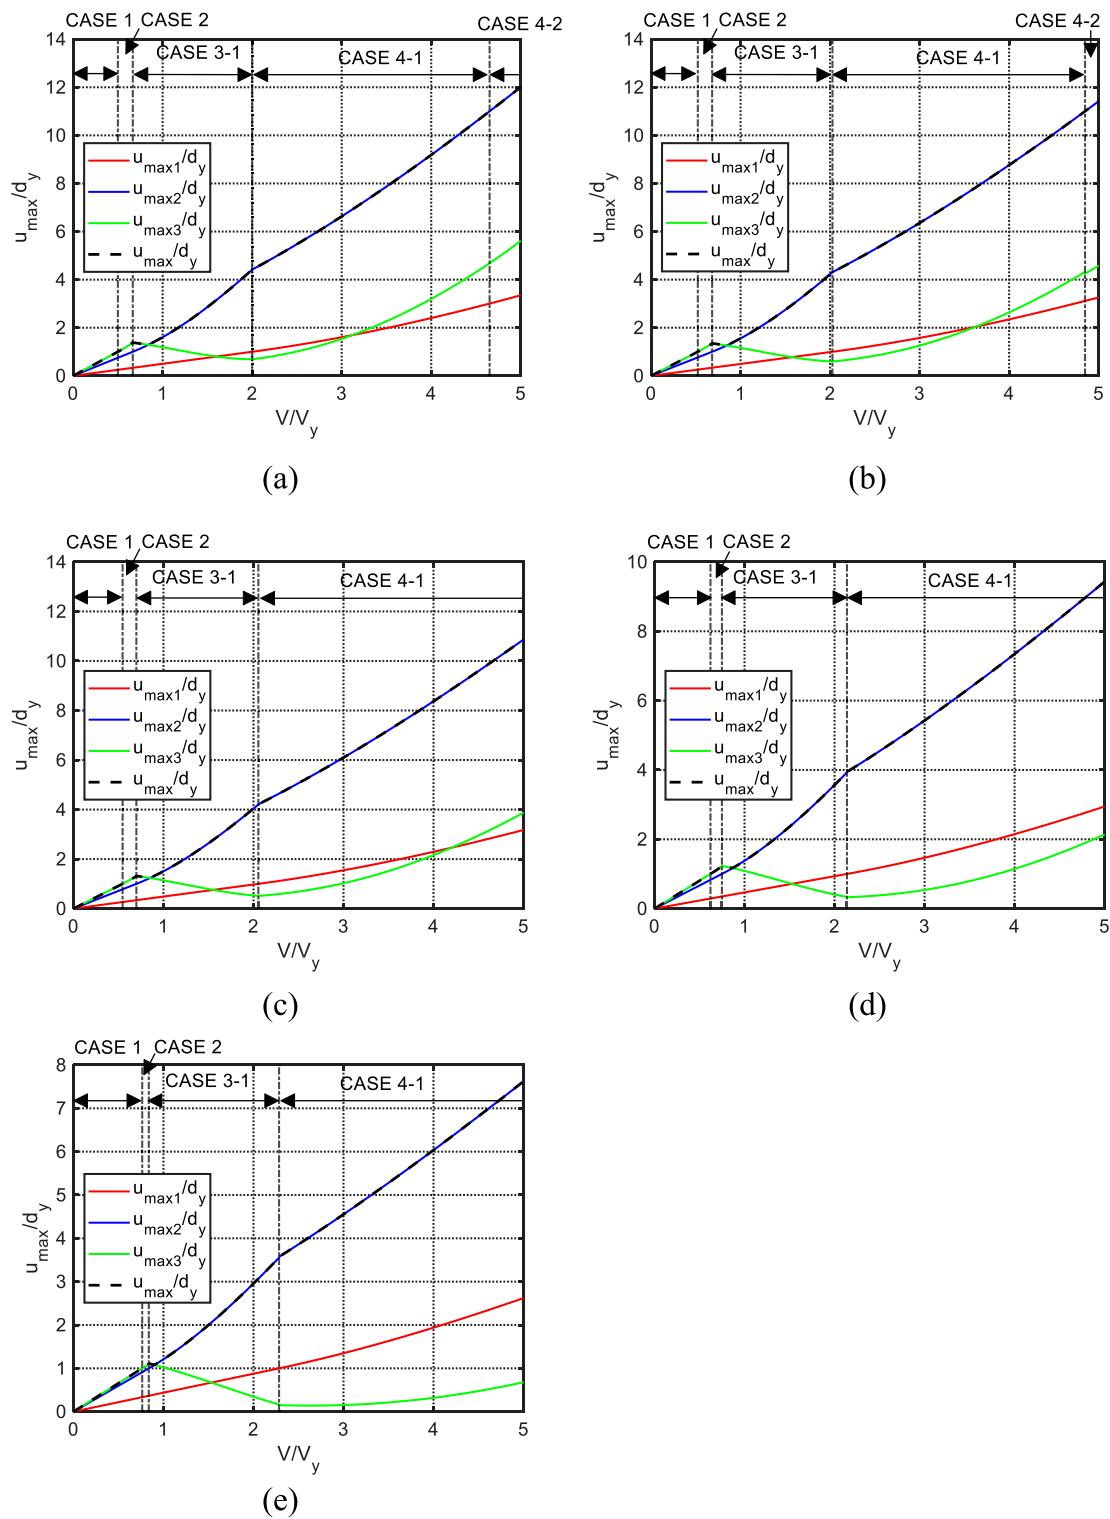 CASE 1 CASE 2
CASE 4-2
CASE 3-1
CASE 4-1
14
12
10
8
6
4
2
0
u_max/d_y
u_max1/d_y
u_max2/d_y
u_max3/d_y
u_max/d_y
0 1 2 3 4 5
V/V_y
(a)
CASE 1 CASE 2
CASE 4-2
CASE 3-1
CASE 4-1
14
12
10
8
6
4
2
0
u_max/d_y
u_max1/d_y
u_max2/d_y
u_max3/d_y
u_max/d_y
0 1 2 3 4 5
V/V_y
(b)
CASE 1 CASE 2
CASE 3-1
CASE 4-1
14
12
10
8
6
4
2
0
u_max/d_y
u_max1/d_y
u_max2/d_y
u_max3/d_y
u_max/d_y
0 1 2 3 4 5
V/V_y
(c)
CASE 1 CASE 2
CASE 3-1
CASE 4-1
10
8
6
4
2
0
u_max/d_y
u_max1/d_y
u_max2/d_y
u_max3/d_y
u_max/d_y
0 1 2 3 4 5
V/V_y
(d)
CASE 1 CASE 2
CASE 3-1
CASE 4-1
8
7
6
5
4
3
2
1
0
u_max/d_y
u_max1/d_y
u_max2/d_y
u_max3/d_y
u_max/d_y
0 1 2 3 4 5
V/V_y
(e)